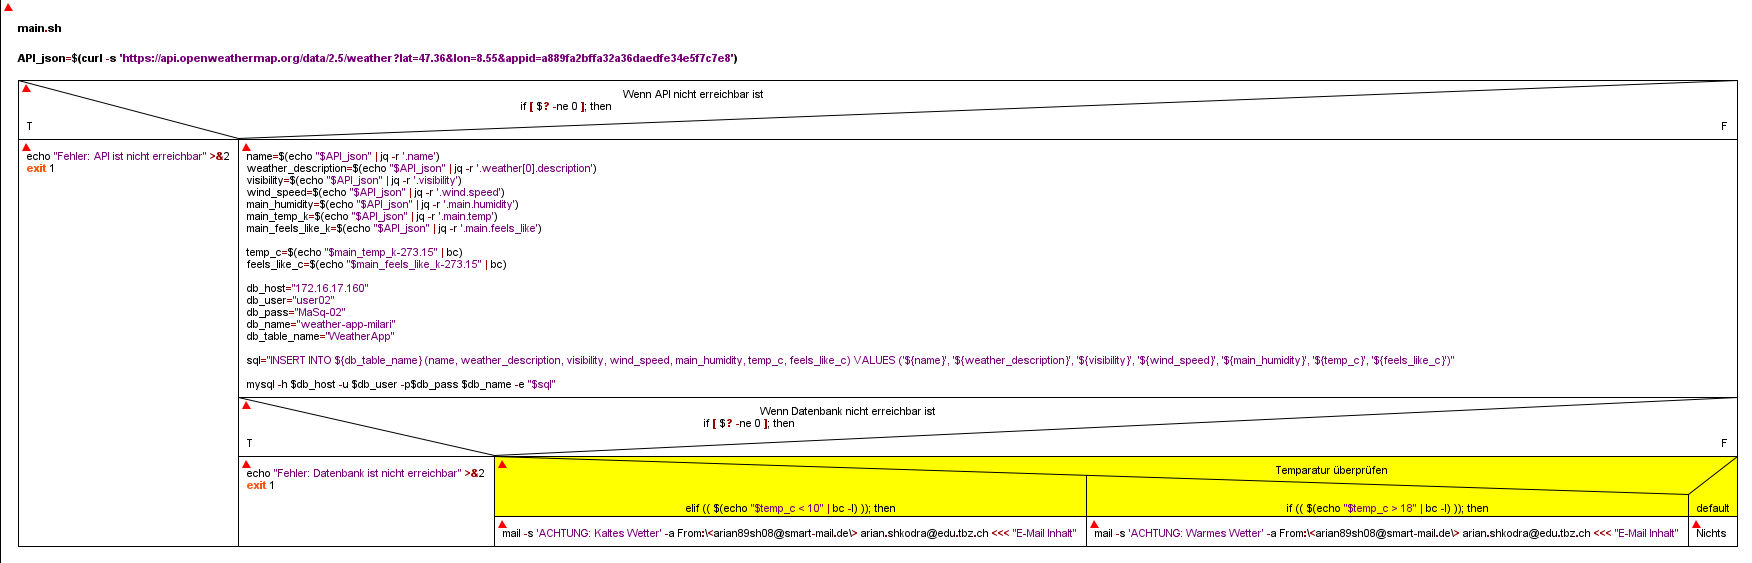 main.sh
API_json=$(curl -s 'https://api.openweathermap.org/data/2.5/weather?lat=47.36&lon=8.55&appid=a889fa2bffa32a36daedfe34e5f7c7e8')
Wenn API nicht erreichbar ist
if [ $? -ne 0 ]; then
T
F
echo "Fehler: API ist nicht erreichbar" >&2
exit 1
name=$(echo "$API_json" | jq -r '.name')
weather_description=$(echo "$API_json" | jq -r '.weather[0].description')
visibility=$(echo "$API_json" | jq -r '.visibility')
wind_speed=$(echo "$API_json" | jq -r '.wind.speed')
main_humidity=$(echo "$API_json" | jq -r '.main.humidity')
main_temp_k=$(echo "$API_json" | jq -r '.main.temp')
main_feels_like_k=$(echo "$API_json" | jq -r '.main.feels_like')
temp_c=$(echo "$main_temp_k-273.15" | bc)
feels_like_c=$(echo "$main_feels_like_k-273.15" | bc)
db_host="172.16.17.160"
db_user="user02"
db_pass="MaSq-02"
db_name="weather-app-milari"
db_table_name="WeatherApp"
sql="INSERT INTO ${db_table_name} (name, weather_description, visibility, wind_speed, main_humidity, temp_c, feels_like_c) VALUES ('${name}', '${weather_description}', '${visibility}', '${wind_speed}', '${main_humidity}', '${temp_c}', '${feels_like_c}')"
mysql -h $db_host -u $db_user -p$db_pass $db_name -e "$sql"
Wenn Datenbank nicht erreichbar ist
if [ $? -ne 0 ]; then
T
F
echo "Fehler: Datenbank ist nicht erreichbar" >&2
exit 1
Temparatur überprüfen
elif (( $(echo "$temp_c < 10" | bc -l) )); then
if (( $(echo "$temp_c > 18" | bc -l) )); then
default
mail -s 'ACHTUNG: Kaltes Wetter' -a From:\<arian89sh08@smart-mail.de\> arian.shkodra@edu.tbz.ch <<< "E-Mail Inhalt"
mail -s 'ACHTUNG: Warmes Wetter' -a From:\<arian89sh08@smart-mail.de\> arian.shkodra@edu.tbz.ch <<< "E-Mail Inhalt"
Nichts